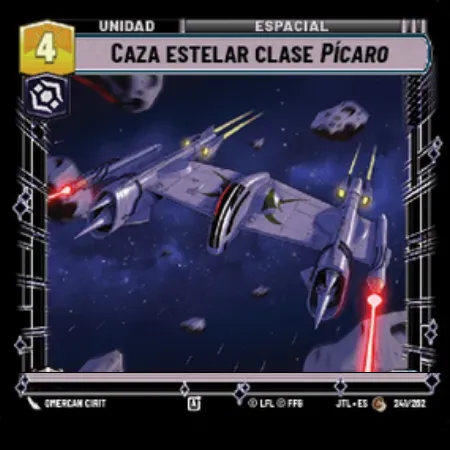 UNIDAD ESPACIAL
4
CAZA ESTELAR CLASE PÍCARO
OMERCAN CIRIT A © LFL © FFG JTL • ES 241/262